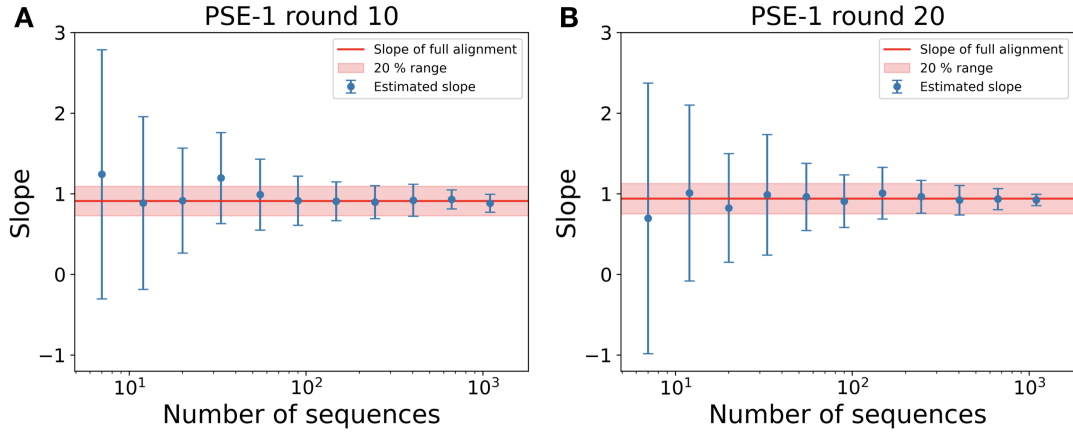 A
PSE-1 round 10
Slope of full alignment
20 % range
Estimated slope
3
2
1
0
−1
Slope
10¹
10²
10³
Number of sequences
B
PSE-1 round 20
Slope of full alignment
20 % range
Estimated slope
3
2
1
0
−1
Slope
10¹
10²
10³
Number of sequences